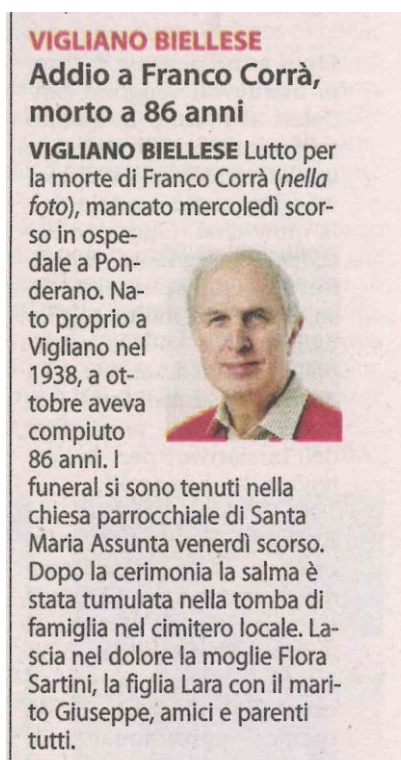 VIGLIANO BIELLESE
Addio a Franco Corrà,
morto a 86 anni
VIGLIANO BIELLESE Lutto per
la morte di Franco Corrà (nella
foto), mancato mercoledì scor-
so in ospe-
dale a Pon-
derano. Na-
to proprio a
Vigliano nel
1938, a ot-
tobre aveva
compiuto
86 anni. I
funeral si sono tenuti nella
chiesa parrocchiale di Santa
Maria Assunta venerdì scorso.
Dopo la cerimonia la salma è
stata tumulata nella tomba di
famiglia nel cimitero locale. La-
scia nel dolore la moglie Flora
Sartini, la figlia Lara con il mari-
to Giuseppe, amici e parenti
tutti.